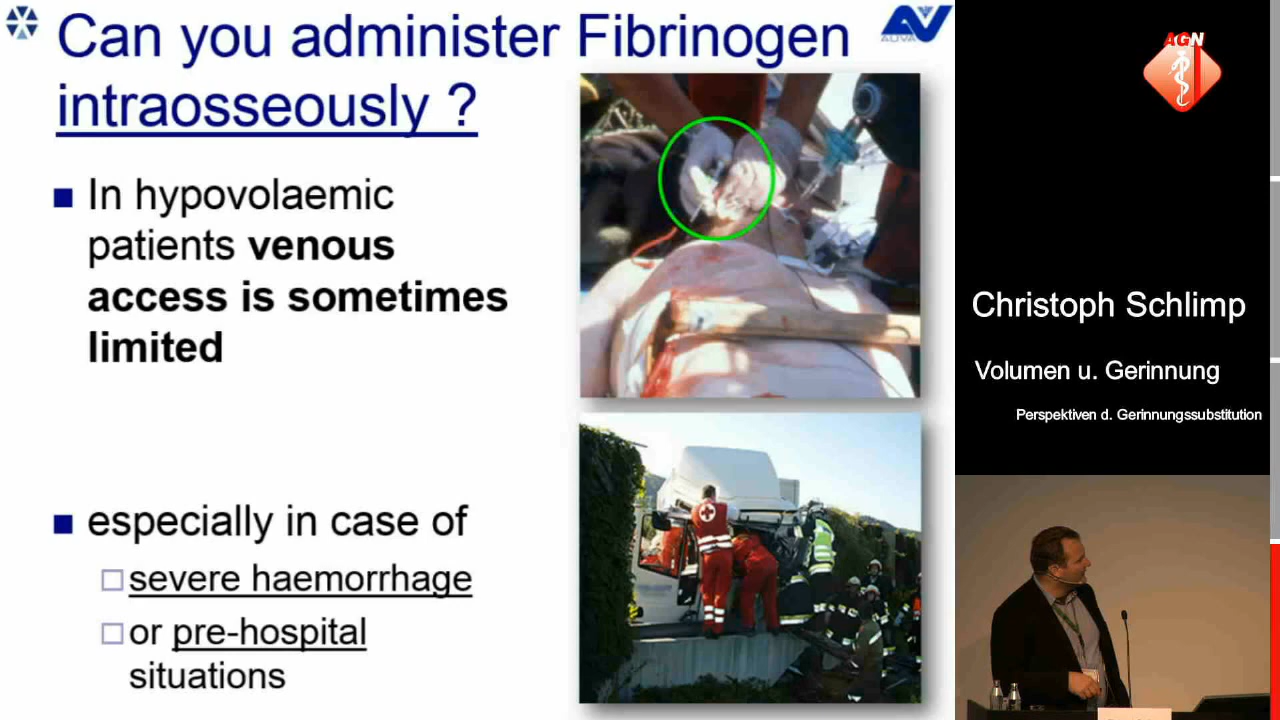 Can you administer Fibrinogen
intraosseously ?
In hypovolaemic
patients venous
access is sometimes
limited
especially in case of
severe haemorrhage
or pre-hospital
situations
AUVA
AGN
Christoph Schlimp
Volumen u. Gerinnung
Perspektiven d. Gerinnungssubstitution